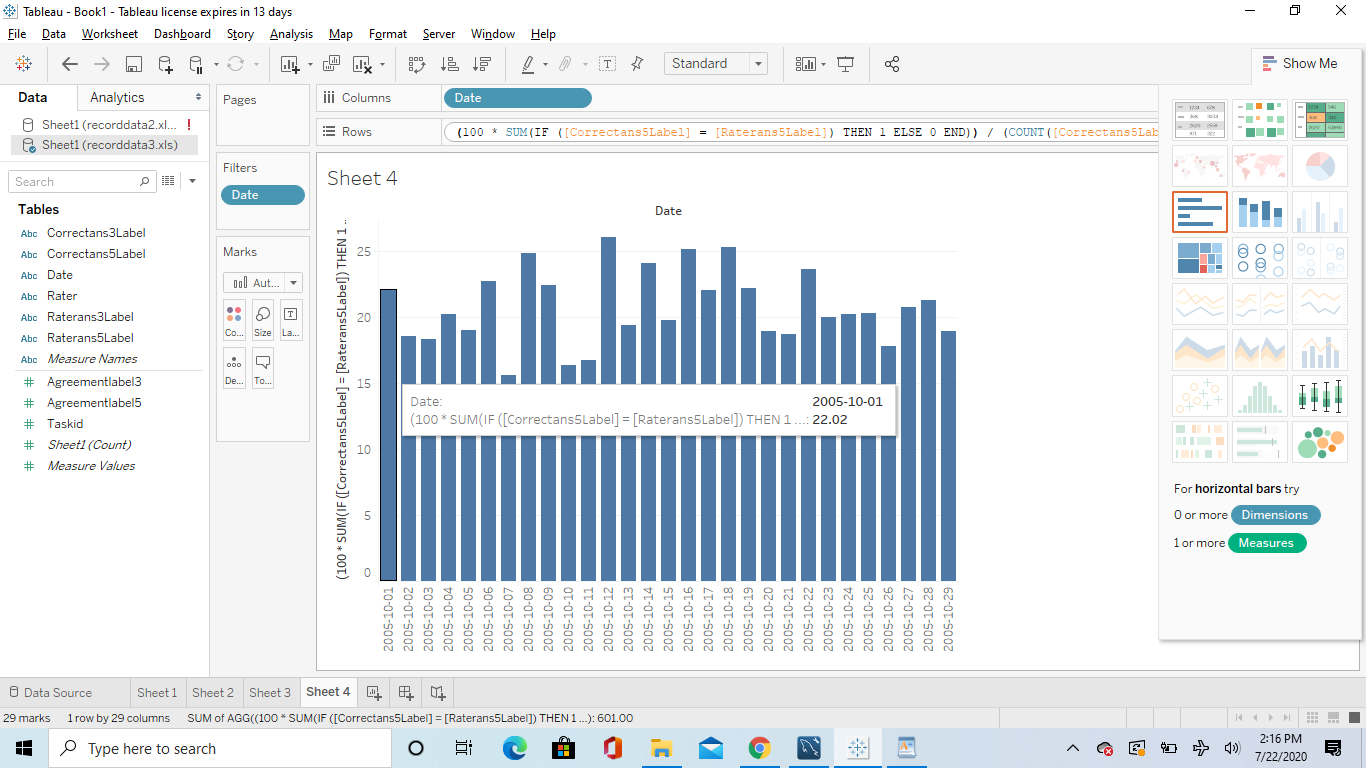 Tableau - Book1 - Tableau license expires in 13 days
File Data Worksheet Dashboard Story Analysis Map Format Server Window Help
Standard
Show Me
Data Analytics
Sheet1 (recorddata2.xl... !
Sheet1 (recorddata3.xls)
Search
Tables
Abc Correctans3Label
Abc Correctans5Label
Abc Date
Abc Rater
Abc Raterans3Label
Abc Raterans5Label
Abc Measure Names
# Agreementlabel3
# Agreementlabel5
# Taskid
# Sheet1 (Count)
# Measure Values
Pages
Filters
Date
Marks
Aut...
Co... Size La...
De... To...
Columns Date
Rows (100 * SUM(IF ([Correctans5Label] = [Raterans5Label]) THEN 1 ELSE 0 END)) / (COUNT([Correctans5Lab
Sheet 4
Date
(100 * SUM(IF ([Correctans5Label] = [Raterans5Label]) THEN 1 ..
25
20
15
10
5
0
Date: 2005-10-01
(100 * SUM(IF ([Correctans5Label] = [Raterans5Label]) THEN 1 ...: 22.02
2005-10-01
2005-10-02
2005-10-03
2005-10-04
2005-10-05
2005-10-06
2005-10-07
2005-10-08
2005-10-09
2005-10-10
2005-10-11
2005-10-12
2005-10-13
2005-10-14
2005-10-15
2005-10-16
2005-10-17
2005-10-18
2005-10-19
2005-10-20
2005-10-21
2005-10-22
2005-10-23
2005-10-24
2005-10-25
2005-10-26
2005-10-27
2005-10-28
2005-10-29
For horizontal bars try
0 or more Dimensions
1 or more Measures
Data Source Sheet 1 Sheet 2 Sheet 3 Sheet 4
29 marks 1 row by 29 columns SUM of AGG((100 * SUM(IF ([Correctans5Label] = [Raterans5Label]) THEN 1 ...): 601.00
Type here to search
2:16 PM
7/22/2020